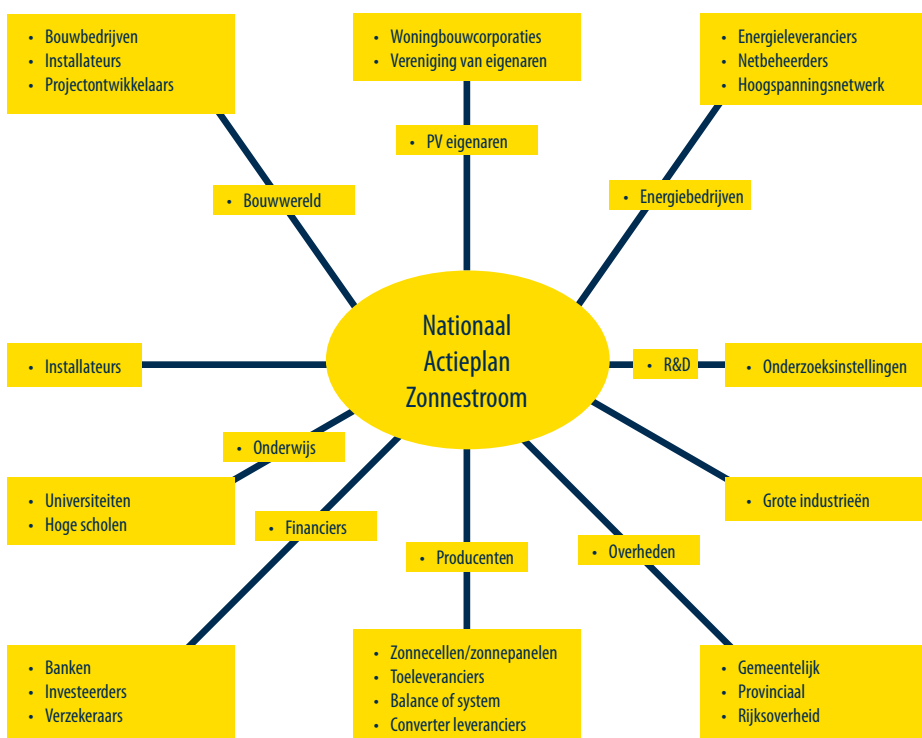 • Bouwbedrijven
• Installateurs
• Projectontwikkelaars
• Woningbouwcorporaties
• Vereniging van eigenaren
• Energieleveranciers
• Netbeheerders
• Hoogspanningsnetwerk
• PV eigenaren
• Bouwwereld
• Energiebedrijven
Nationaal
Actieplan
Zonnestroom
• Installateurs
• R&D
• Onderzoeksinstellingen
• Onderwijs
• Universiteiten
• Hoge scholen
• Grote industrieën
• Financiers
• Producenten
• Overheden
• Banken
• Investeerders
• Verzekeraars
• Zonnecellen/zonnepanelen
• Toeleveranciers
• Balance of system
• Converter leveranciers
• Gemeentelijk
• Provinciaal
• Rijksoverheid